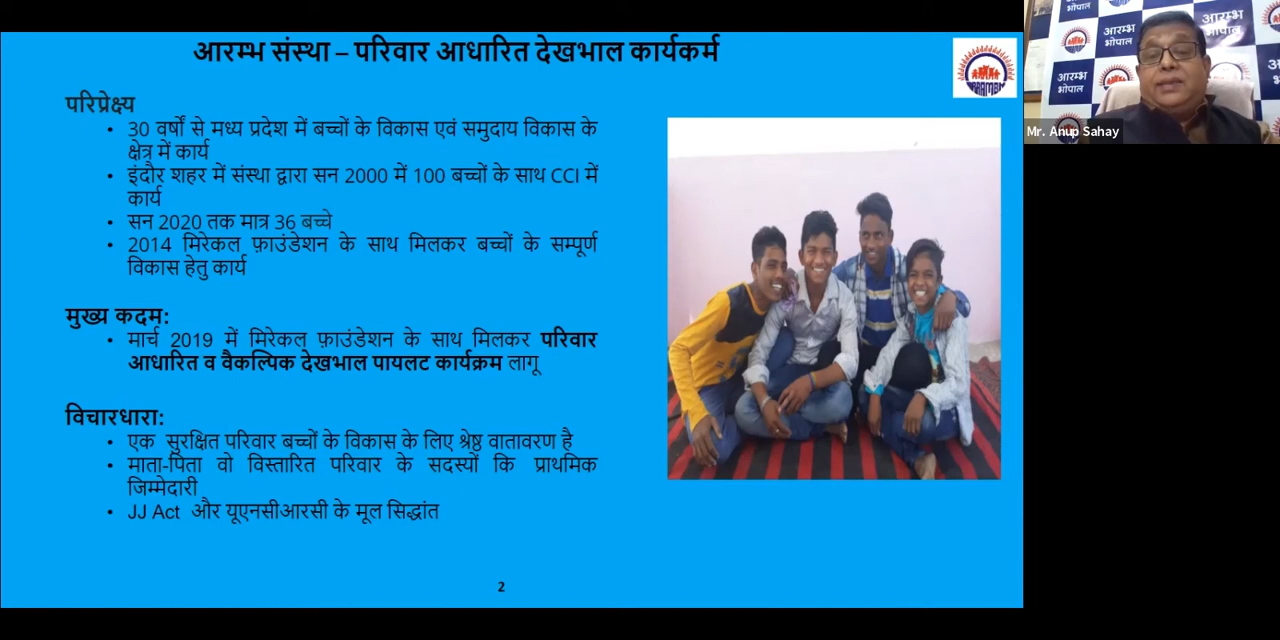 आरम्भ संस्था – परिवार आधारित देखभाल कार्यकर्म
परिप्रेक्ष्य
• 30 वर्षों से मध्य प्रदेश में बच्चों के विकास एवं समुदाय विकास के
क्षेत्र में कार्य
• इंदौर शहर में संस्था द्वारा सन 2000 में 100 बच्चों के साथ CCI में
कार्य
• सन 2020 तक मात्र 36 बच्चे
• 2014 मिरेकल फ़ाउंडेशन के साथ मिलकर बच्चों के सम्पूर्ण
विकास हेतु कार्य
मुख्य कदम:
• मार्च 2019 में मिरेकल फ़ाउंडेशन के साथ मिलकर परिवार
आधारित व वैकल्पिक देखभाल पायलट कार्यक्रम लागू
विचारधारा:
• एक सुरक्षित परिवार बच्चों के विकास के लिए श्रेष्ठ वातावरण है
• माता-पिता वो विस्तारित परिवार के सदस्यों कि प्राथमिक
जिम्मेदारी
• JJ Act और यूएनसीआरसी के मूल सिद्धांत
2
AARAMBH
आरम्भ
भोपाल
आरम्भ
भोपाल
आरम्भ
भोपाल
Mr. Anup Sahay